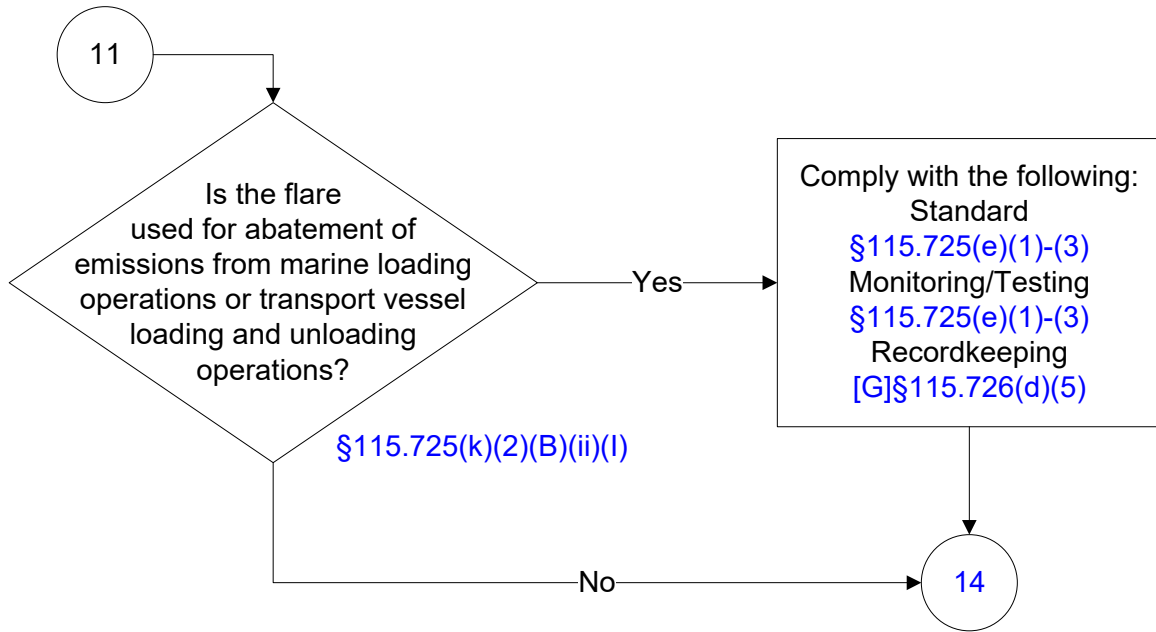 11
Is the flare
used for abatement of
emissions from marine loading
operations or transport vessel
loading and unloading
operations?
§115.725(k)(2)(B)(ii)(I)
Yes
Comply with the following:
Standard
§115.725(e)(1)-(3)
Monitoring/Testing
§115.725(e)(1)-(3)
Recordkeeping
[G]§115.726(d)(5)
No
14